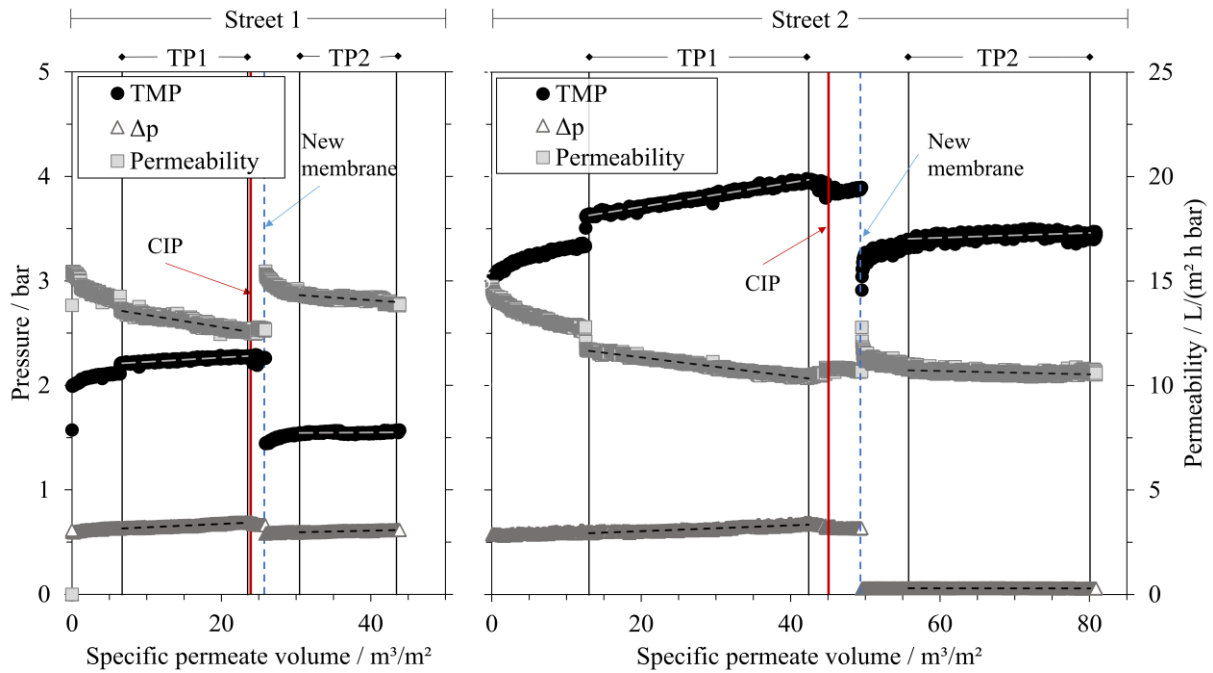 Street 1
Street 2
TP1
TP2
TP1
TP2
5
4
3
2
1
0
Pressure / bar
TMP
Δp
Permeability
New
membrane
CIP
0
20
40
Specific permeate volume / m³/m²
TMP
Δp
Permeability
New
membrane
CIP
0
20
40
60
80
Specific permeate volume / m³/m²
25
20
15
10
5
0
Permeability / L/(m² h bar)